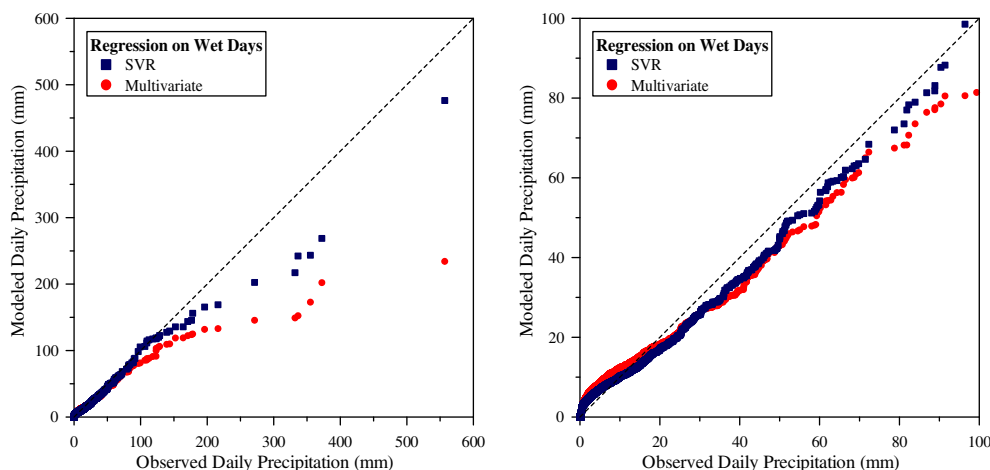 600
500
400
300
200
100
0
Modeled Daily Precipitation (mm)
Regression on Wet Days
SVR
Multivariate
0 100 200 300 400 500 600
Observed Daily Precipitation (mm)
100
80
60
40
20
0
Modeled Daily Precipitation (mm)
Regression on Wet Days
SVR
Multivariate
0 20 40 60 80 100
Observed Daily Precipitation (mm)